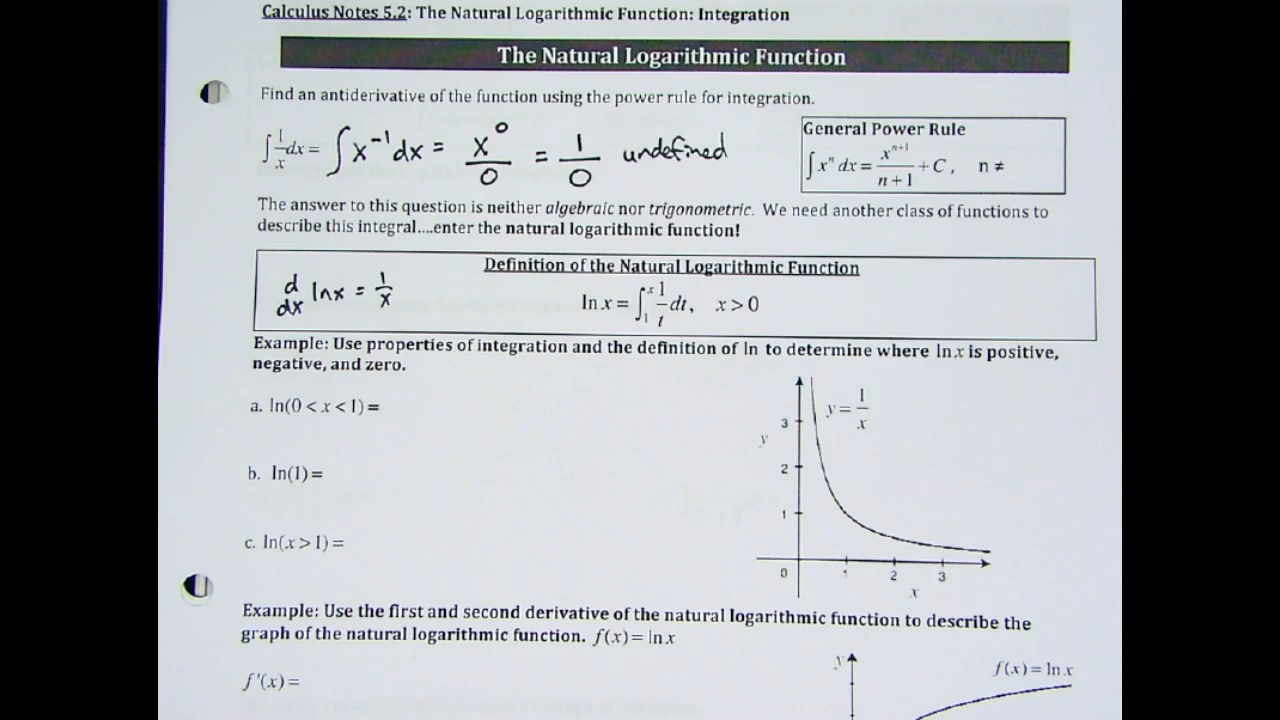 Calculus Notes 5.2: The Natural Logarithmic Function: Integration
The Natural Logarithmic Function
Find an antiderivative of the function using the power rule for integration.
∫ 1/x dx = ∫ x⁻¹ dx = x⁰/0 = 1/0 undefined
General Power Rule
∫ xⁿ dx = xⁿ⁺¹/(n+1) + C, n ≠
The answer to this question is neither algebraic nor trigonometric. We need another class of functions to
describe this integral....enter the natural logarithmic function!
Definition of the Natural Logarithmic Function
d/dx ln x = 1/x
ln x = ∫₁ˣ 1/t dt, x > 0
Example: Use properties of integration and the definition of ln to determine where ln x is positive,
negative, and zero.
a. ln(0 < x < 1) =
b. ln(1) =
c. ln(x > 1) =
y = 1/x
y
3
2
1
0 1 2 3
x
Example: Use the first and second derivative of the natural logarithmic function to describe the
graph of the natural logarithmic function. f(x) = ln x
f'(x) =
y
f(x) = ln x